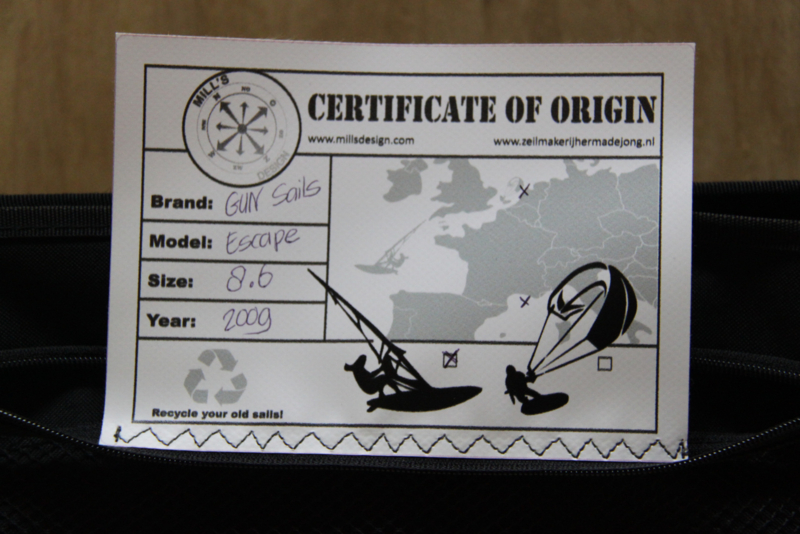 MILL'S
DESIGN
CERTIFICATE OF ORIGIN
www.millsdesign.com www.zeilmakerijhermadejong.nl
Brand: GUN Sails
Model: Escape
Size: 8.6
Year: 2009
Recycle your old sails!